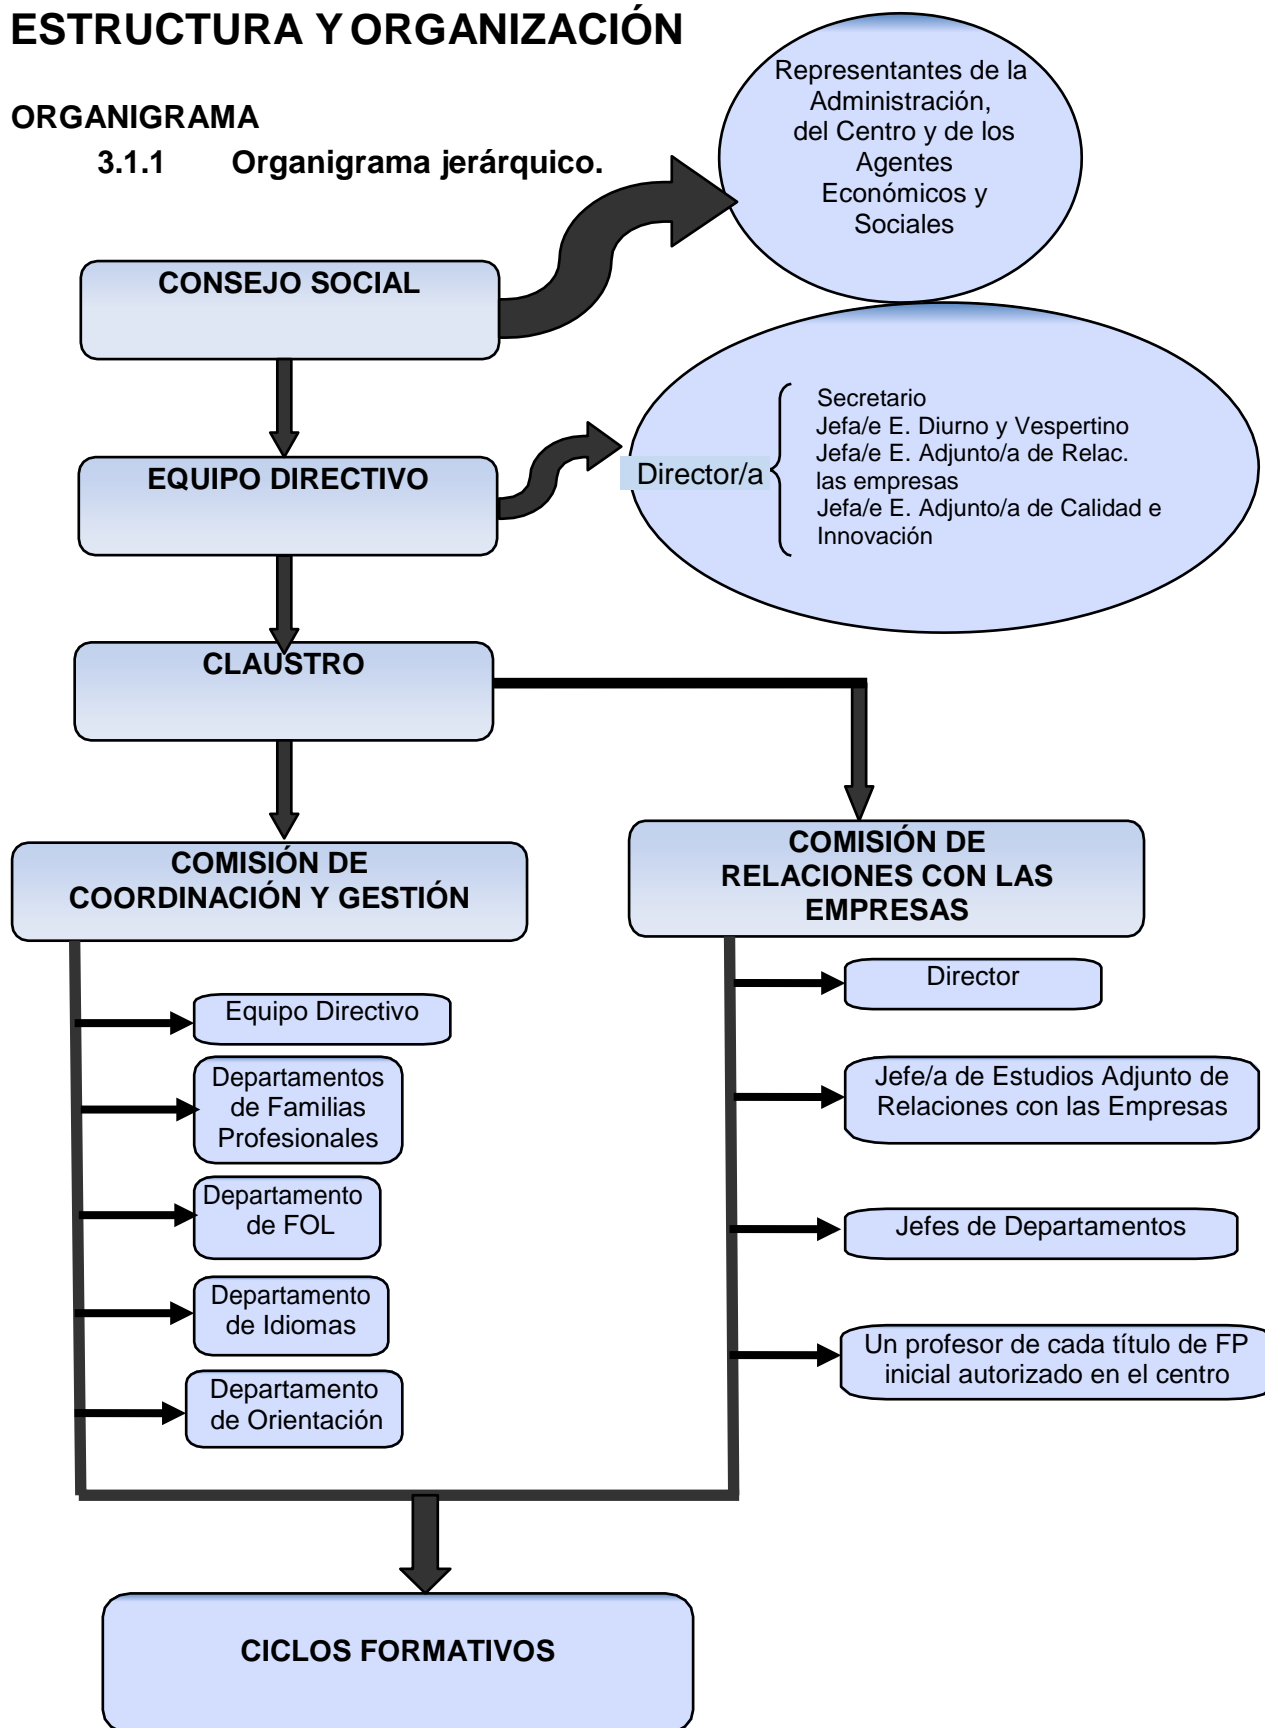 ESTRUCTURA Y ORGANIZACIÓN
ORGANIGRAMA
3.1.1 Organigrama jerárquico.
Representantes de la
Administración,
del Centro y de los
Agentes
Económicos y
Sociales
CONSEJO SOCIAL
Secretario
Jefa/e E. Diurno y Vespertino
Jefa/e E. Adjunto/a de Relac.
las empresas
Jefa/e E. Adjunto/a de Calidad e
Innovación
Director/a
EQUIPO DIRECTIVO
CLAUSTRO
COMISIÓN DE
COORDINACIÓN Y GESTIÓN
COMISIÓN DE
RELACIONES CON LAS
EMPRESAS
Equipo Directivo
Departamentos
de Familias
Profesionales
Departamento
de FOL
Departamento
de Idiomas
Departamento
de Orientación
Director
Jefe/a de Estudios Adjunto de
Relaciones con las Empresas
Jefes de Departamentos
Un profesor de cada título de FP
inicial autorizado en el centro
CICLOS FORMATIVOS